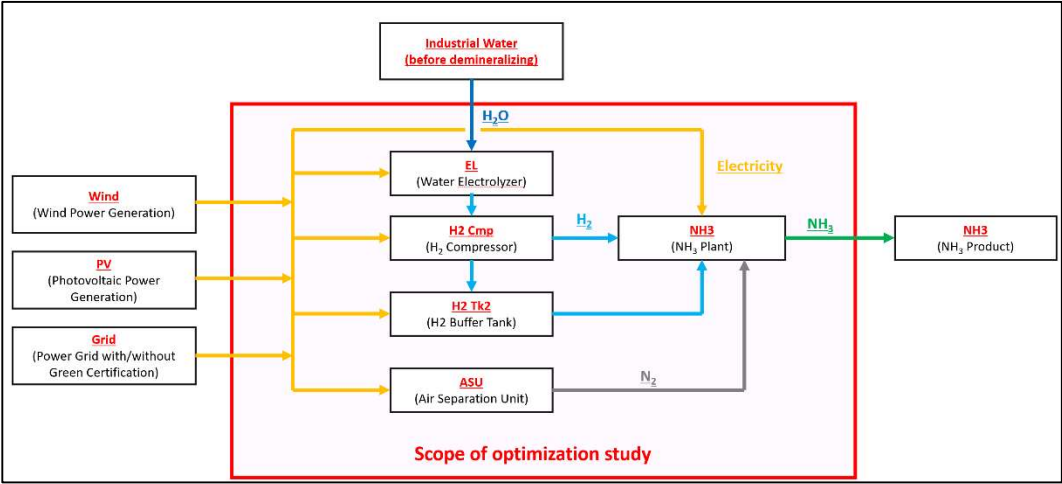 Industrial Water
(before demineralizing)
H₂O
EL
(Water Electrolyzer)
Electricity
Wind
(Wind Power Generation)
H2 Cmp
(H₂ Compressor)
H₂
NH3
(NH₃ Plant)
NH₃
NH3
(NH₃ Product)
PV
(Photovoltaic Power
Generation)
H2 Tk2
(H2 Buffer Tank)
Grid
(Power Grid with/without
Green Certification)
ASU
(Air Separation Unit)
N₂
Scope of optimization study